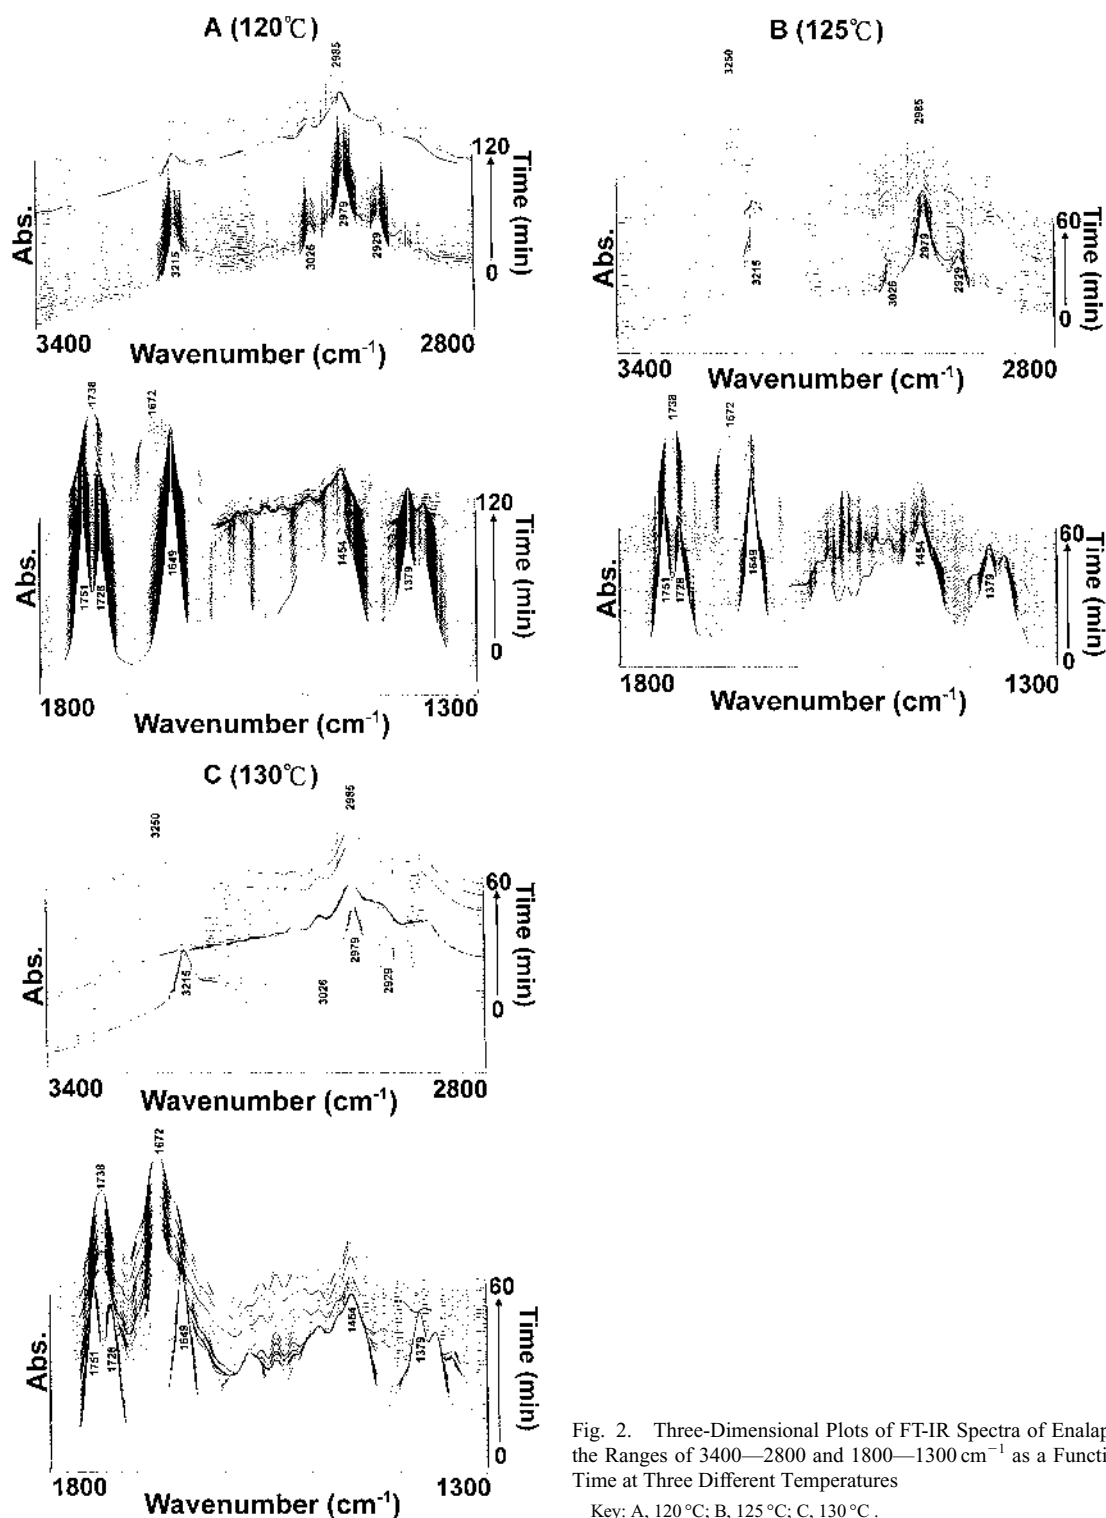 A (120℃)
2985
3215
3026
2979
2929
Abs.
120
0
Time (min)
3400
2800
Wavenumber (cm⁻¹)
1738
1672
1751
1728
1649
1454
1379
Abs.
120
0
Time (min)
1800
1300
Wavenumber (cm⁻¹)
B (125℃)
3250
2985
3215
3026
2979
2929
Abs.
60
0
Time (min)
3400
2800
Wavenumber (cm⁻¹)
1738
1672
1751
1728
1649
1454
1379
Abs.
60
0
Time (min)
1800
1300
Wavenumber (cm⁻¹)
C (130℃)
3250
2985
3215
3026
2979
2929
Abs.
60
0
Time (min)
3400
2800
Wavenumber (cm⁻¹)
1738
1672
1751
1728
1649
1454
1379
Abs.
60
0
Time (min)
1800
1300
Wavenumber (cm⁻¹)
Fig. 2. Three-Dimensional Plots of FT-IR Spectra of Enalap
the Ranges of 3400—2800 and 1800—1300 cm⁻¹ as a Functi
Time at Three Different Temperatures
Key: A, 120 °C; B, 125 °C; C, 130 °C .